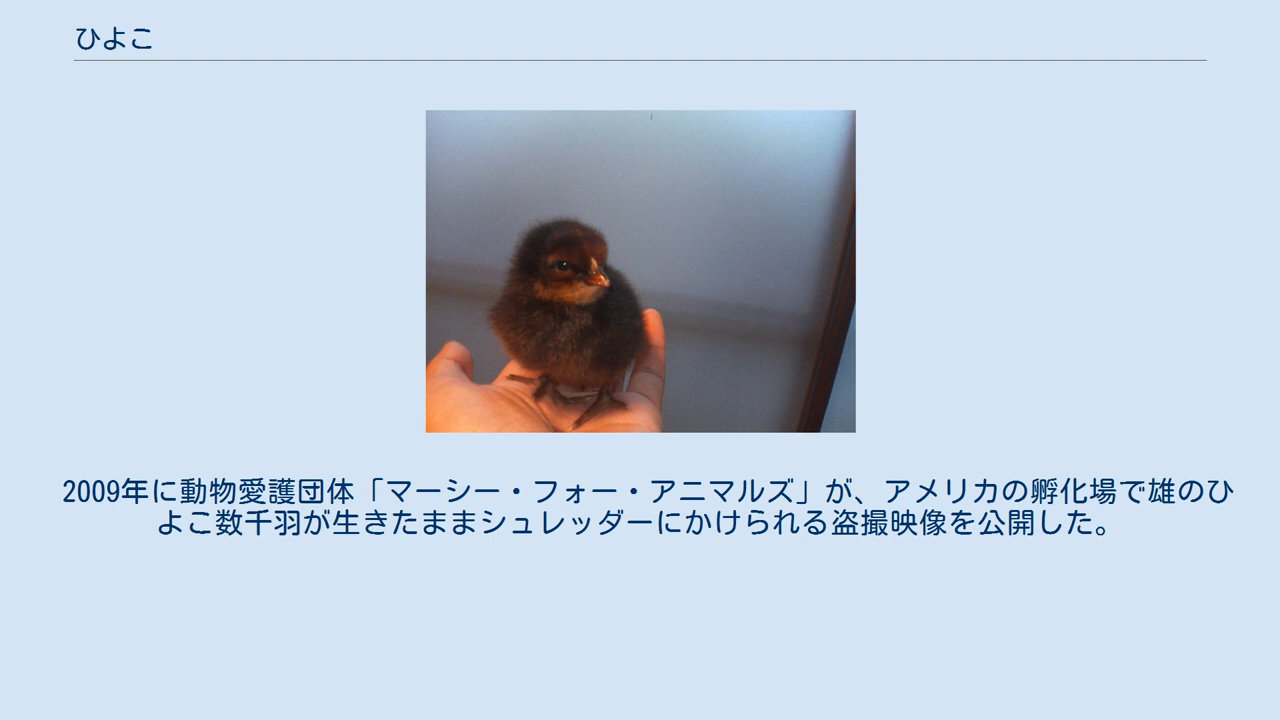 ひよこ
2009年に動物愛護団体「マーシー・フォー・アニマルズ」が、アメリカの孵化場で雄のひ
よこ数千羽が生きたままシュレッダーにかけられる盗撮映像を公開した。